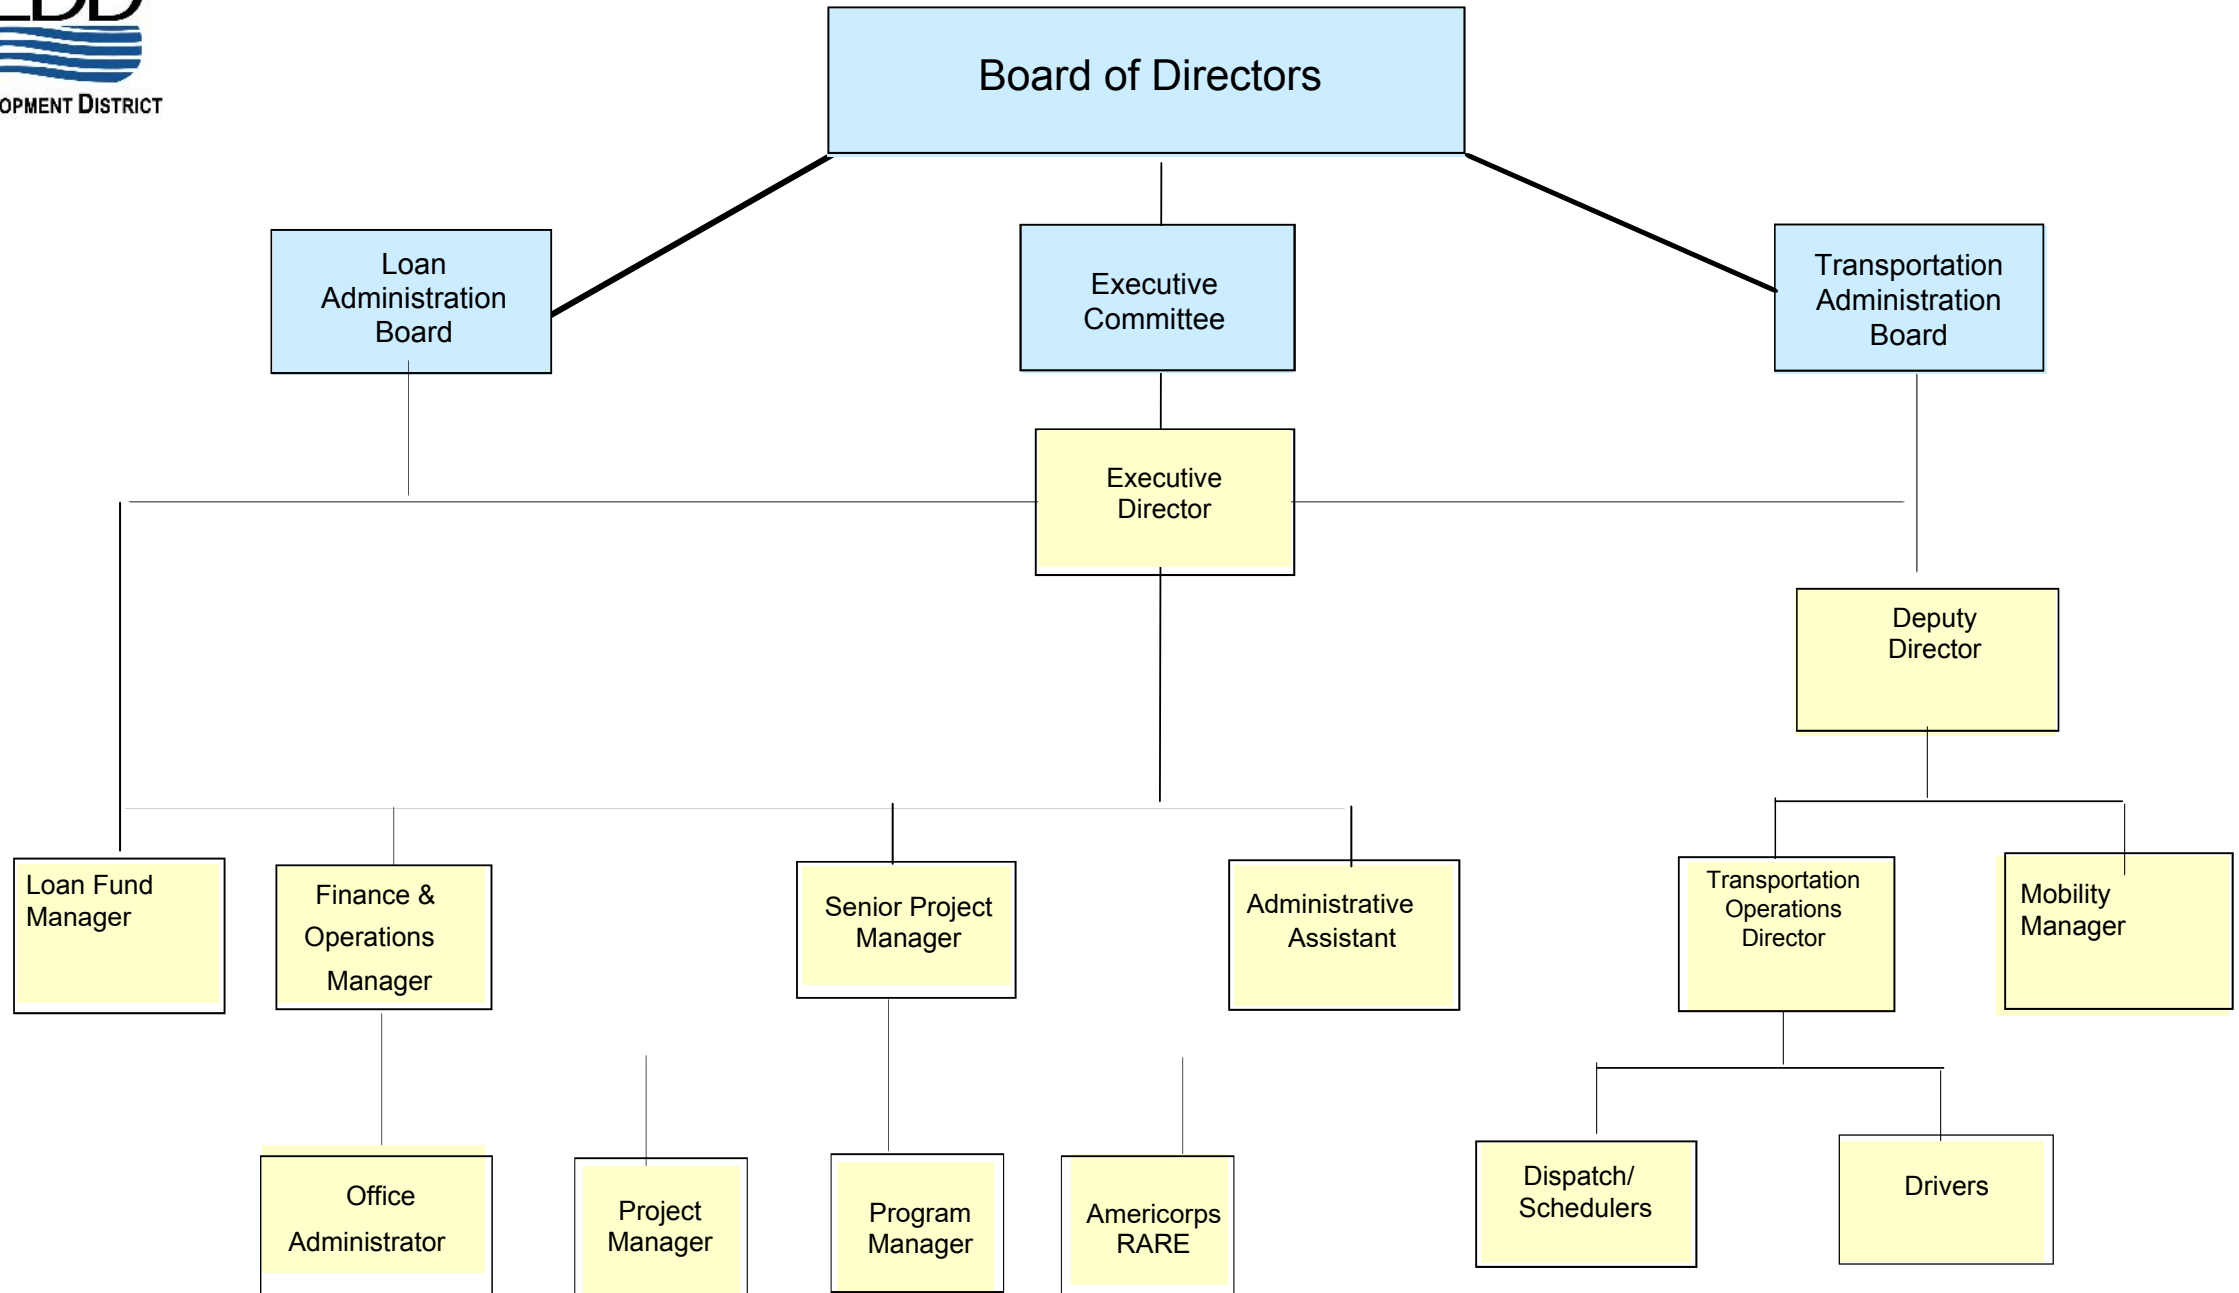 OPMENT DISTRICT
Board of Directors
Loan
Administration
Board
Executive
Committee
Transportation
Administration
Board
Executive
Director
Deputy
Director
Loan Fund
Manager
Finance &
Operations
Manager
Senior Project
Manager
Administrative
Assistant
Transportation
Operations
Director
Mobility
Manager
Office
Administrator
Project
Manager
Program
Manager
Americorps
RARE
Dispatch/
Schedulers
Drivers